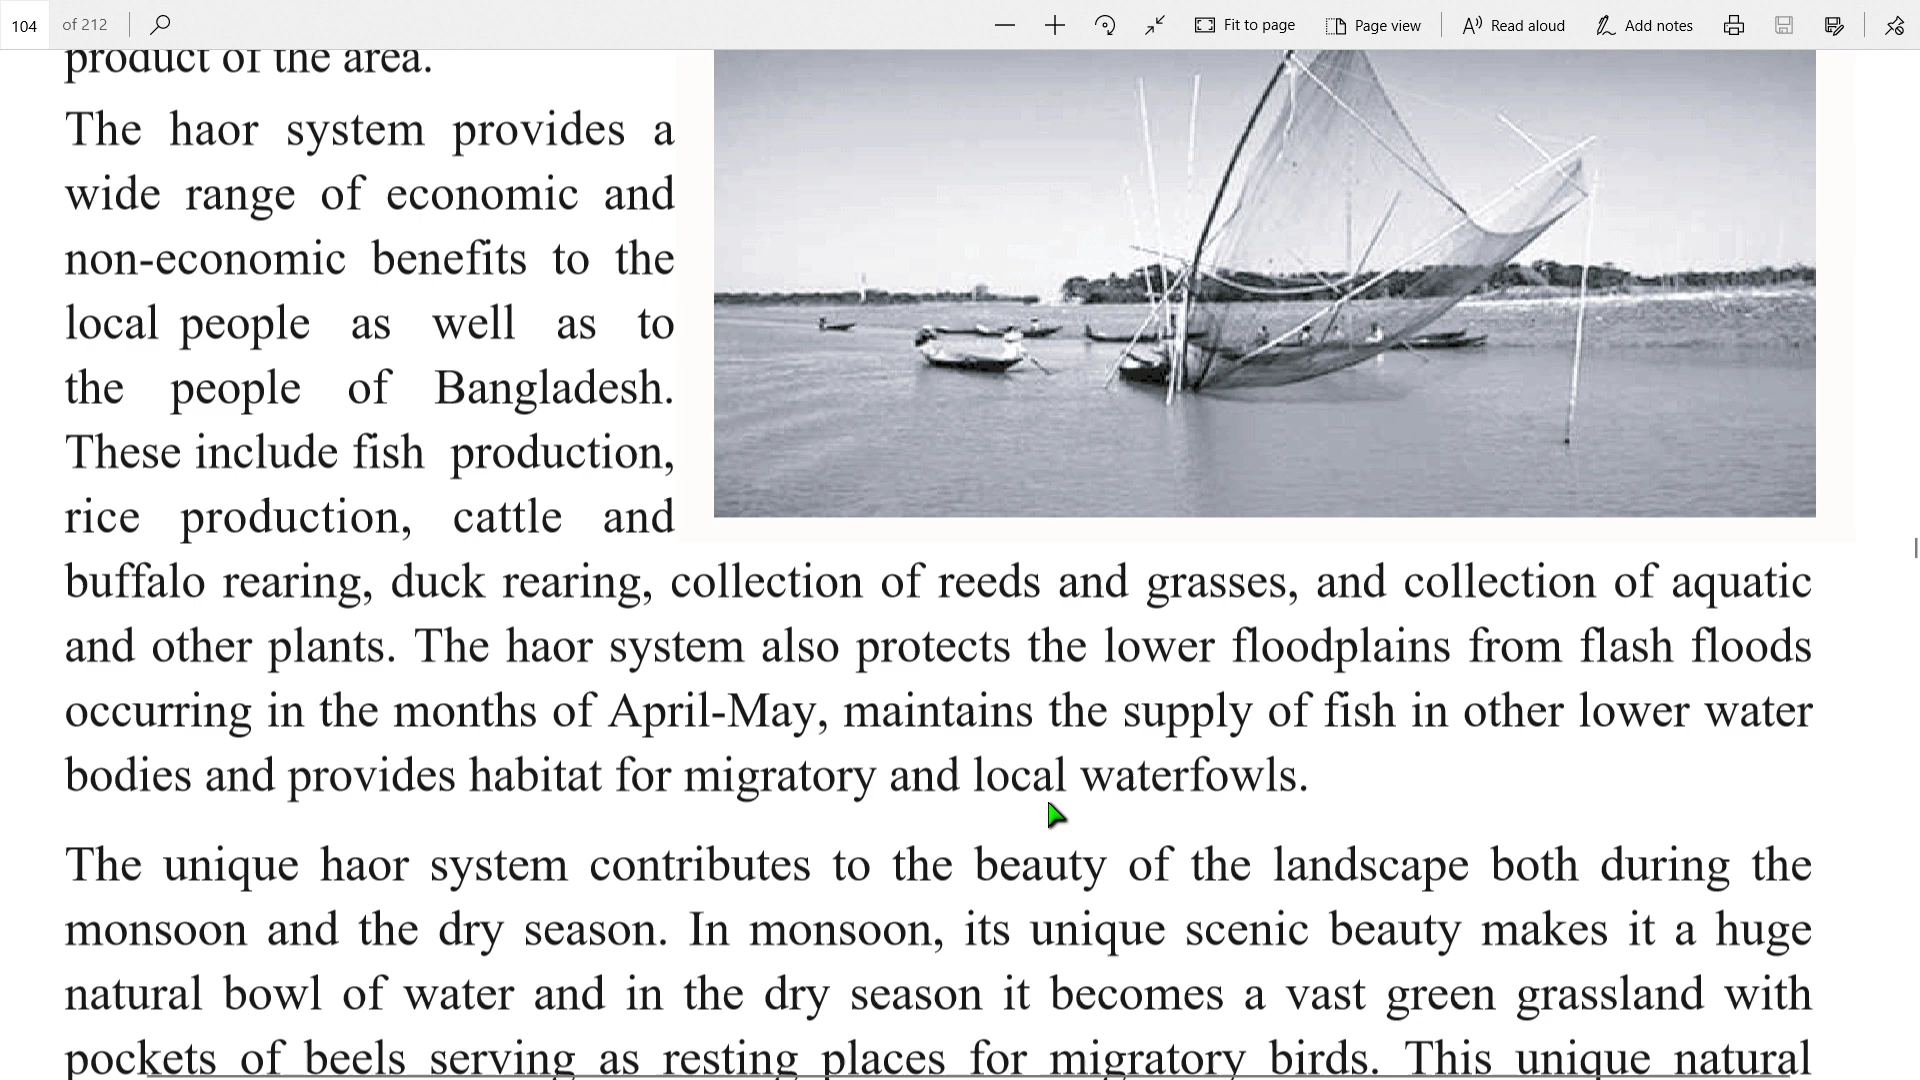 104 of 212 Fit to page Page view Read aloud Add notes
product of the area.
The haor system provides a
wide range of economic and
non-economic benefits to the
local people as well as to
the people of Bangladesh.
These include fish production,
rice production, cattle and
buffalo rearing, duck rearing, collection of reeds and grasses, and collection of aquatic
and other plants. The haor system also protects the lower floodplains from flash floods
occurring in the months of April-May, maintains the supply of fish in other lower water
bodies and provides habitat for migratory and local waterfowls.
The unique haor system contributes to the beauty of the landscape both during the
monsoon and the dry season. In monsoon, its unique scenic beauty makes it a huge
natural bowl of water and in the dry season it becomes a vast green grassland with
pockets of beels serving as resting places for migratory birds. This unique natural